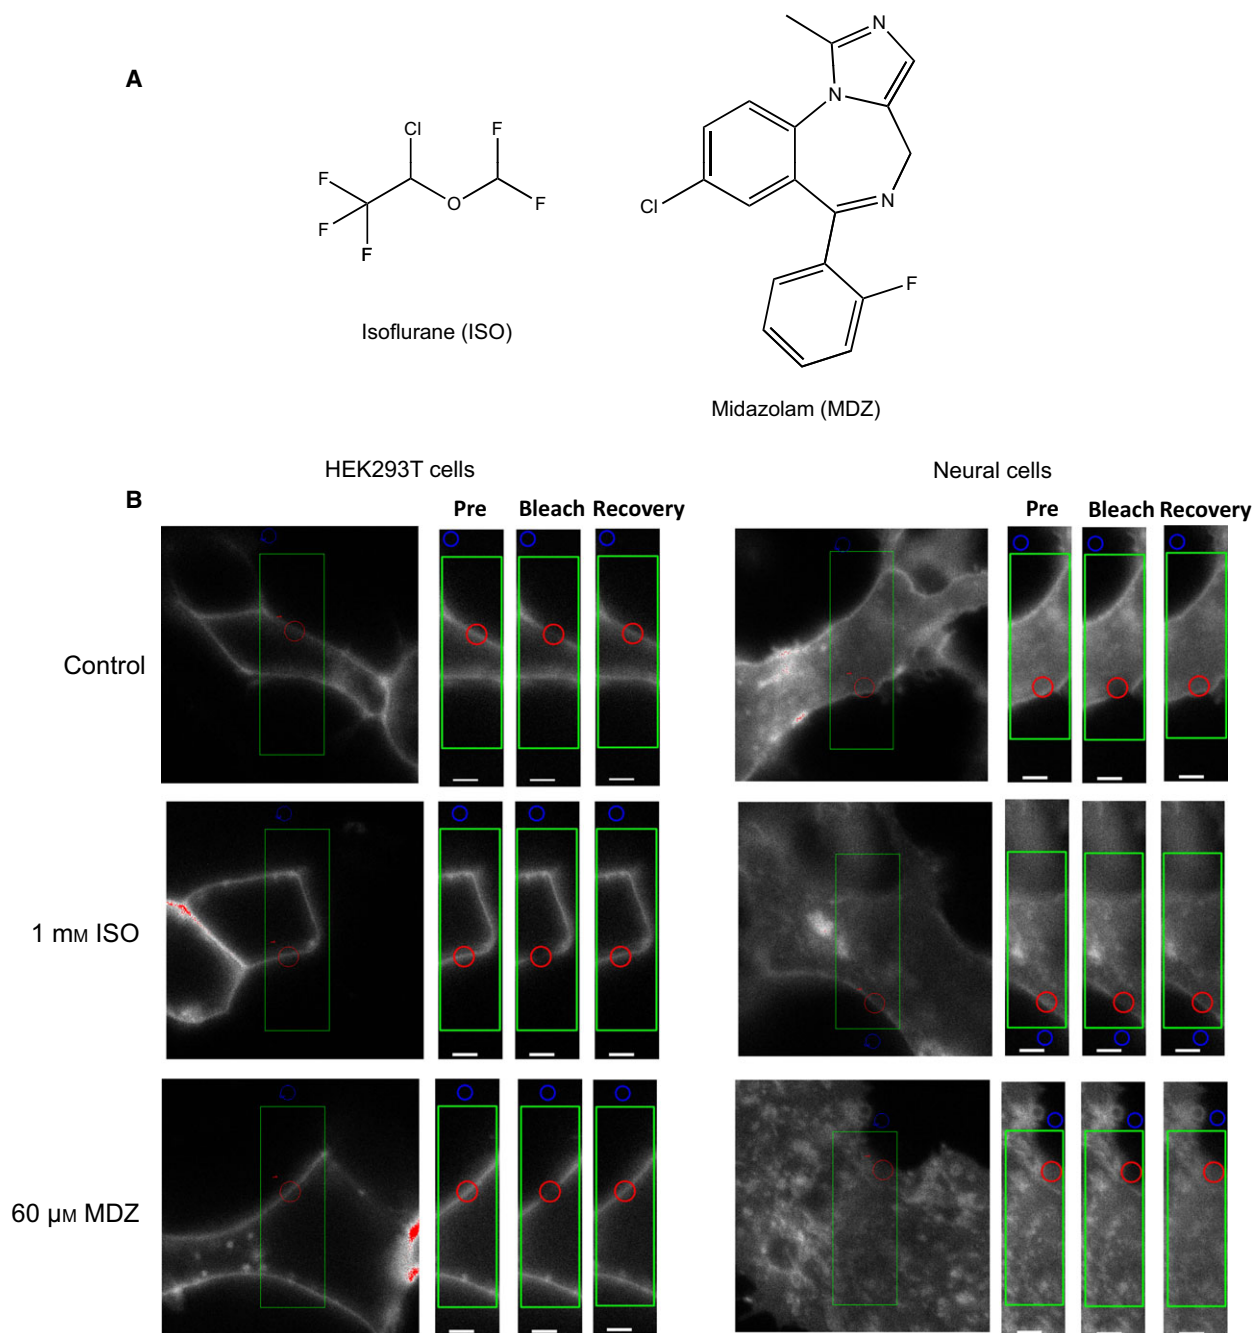 A
Cl
F
F
O
F
F
F
Isoflurane (ISO)
N
N
N
Cl
F
Midazolam (MDZ)
HEK293T cells
Neural cells
B
Pre Bleach Recovery
Pre Bleach Recovery
Control
1 mM ISO
60 µM MDZ